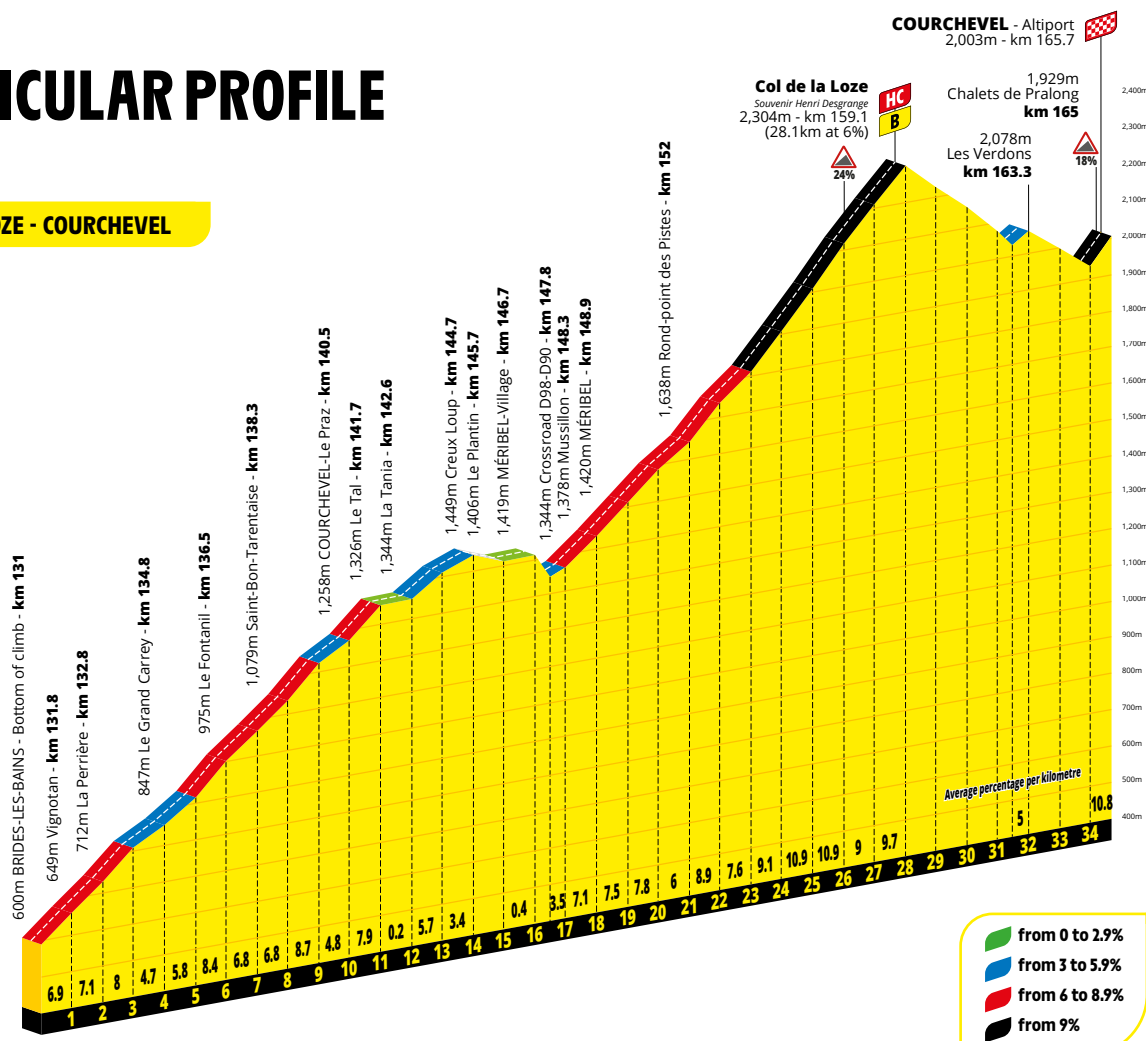 ICULAR PROFILE
OZE - COURCHEVEL
COURCHEVEL - Altiport
2,003m - km 165.7
Col de la Loze
Souvenir Henri Desgrange
2,304m - km 159.1
(28.1km at 6%)
HC
B
24%
1,929m
Chalets de Pralong
km 165
2,078m
Les Verdons
km 163.3
18%
600m BRIDES-LES-BAINS - Bottom of climb - km 131
649m Vignotan - km 131.8
712m La Perrière - km 132.8
847m Le Grand Carrey - km 134.8
975m Le Fontanil - km 136.5
1,079m Saint-Bon-Tarentaise - km 138.3
1,258m COURCHEVEL-Le Praz - km 140.5
1,326m Le Tal - km 141.7
1,344m La Tania - km 142.6
1,449m Creux Loup - km 144.7
1,406m Le Plantin - km 145.7
1,419m MÉRIBEL-Village - km 146.7
1,344m Crossroad D98-D90 - km 147.8
1,378m Mussillon - km 148.3
1,420m MÉRIBEL - km 148.9
1,638m Rond-point des Pistes - km 152
2,400m
2,300m
2,200m
2,100m
2,000m
1,900m
1,800m
1,700m
1,600m
1,500m
1,400m
1,300m
1,200m
1,100m
1,000m
900m
800m
700m
600m
500m
400m
Average percentage per kilometre
6.9 7.1 8 4.7 5.8 8.4 6.8 6.8 8.7 4.8 7.9 0.2 5.7 3.4 0.4 3.5 7.1 7.5 7.8 6 8.9 7.6 9.1 10.9 10.9 9 9.7 5 10.8
1 2 3 4 5 6 7 8 9 10 11 12 13 14 15 16 17 18 19 20 21 22 23 24 25 26 27 28 29 30 31 32 33 34
from 0 to 2.9%
from 3 to 5.9%
from 6 to 8.9%
from 9%